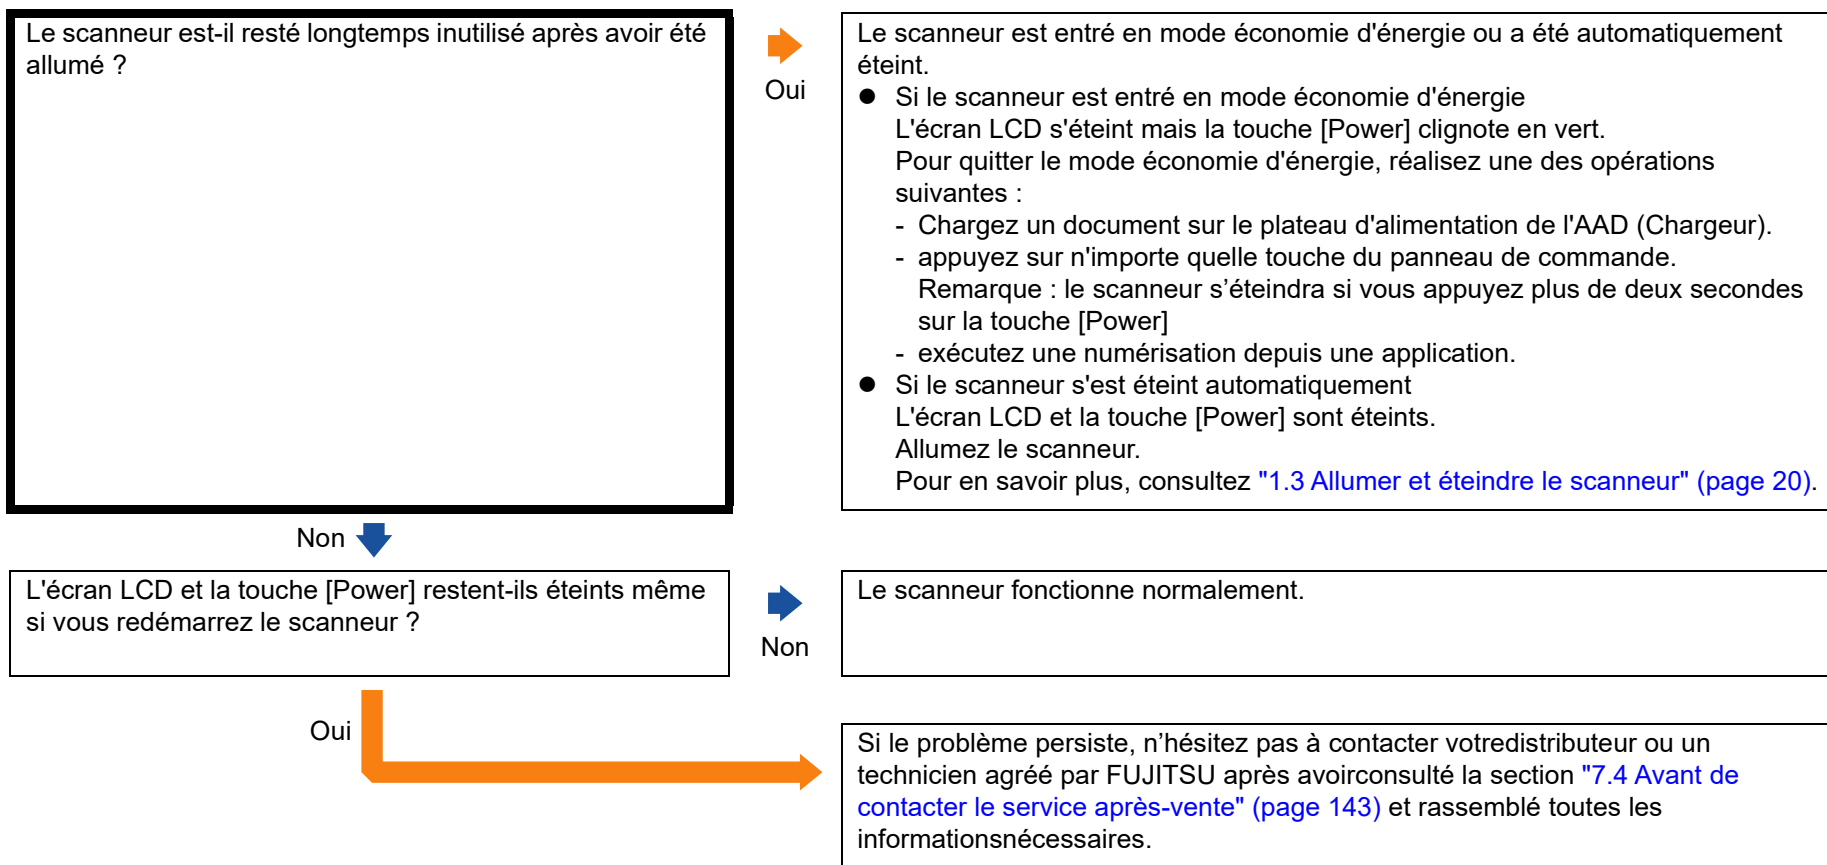 Le scanneur est-il resté longtemps inutilisé après avoir été
allumé ?
Oui
Le scanneur est entré en mode économie d'énergie ou a été automatiquement
éteint.
● Si le scanneur est entré en mode économie d'énergie
L'écran LCD s'éteint mais la touche [Power] clignote en vert.
Pour quitter le mode économie d'énergie, réalisez une des opérations
suivantes :
- Chargez un document sur le plateau d'alimentation de l'AAD (Chargeur).
- appuyez sur n'importe quelle touche du panneau de commande.
Remarque : le scanneur s’éteindra si vous appuyez plus de deux secondes
sur la touche [Power]
- exécutez une numérisation depuis une application.
● Si le scanneur s'est éteint automatiquement
L'écran LCD et la touche [Power] sont éteints.
Allumez le scanneur.
Pour en savoir plus, consultez "1.3 Allumer et éteindre le scanneur" (page 20).
Non
L'écran LCD et la touche [Power] restent-ils éteints même
si vous redémarrez le scanneur ?
Non
Le scanneur fonctionne normalement.
Oui
Si le problème persiste, n’hésitez pas à contacter votredistributeur ou un
technicien agréé par FUJITSU après avoirconsulté la section "7.4 Avant de
contacter le service après-vente" (page 143) et rassemblé toutes les
informationsnécessaires.